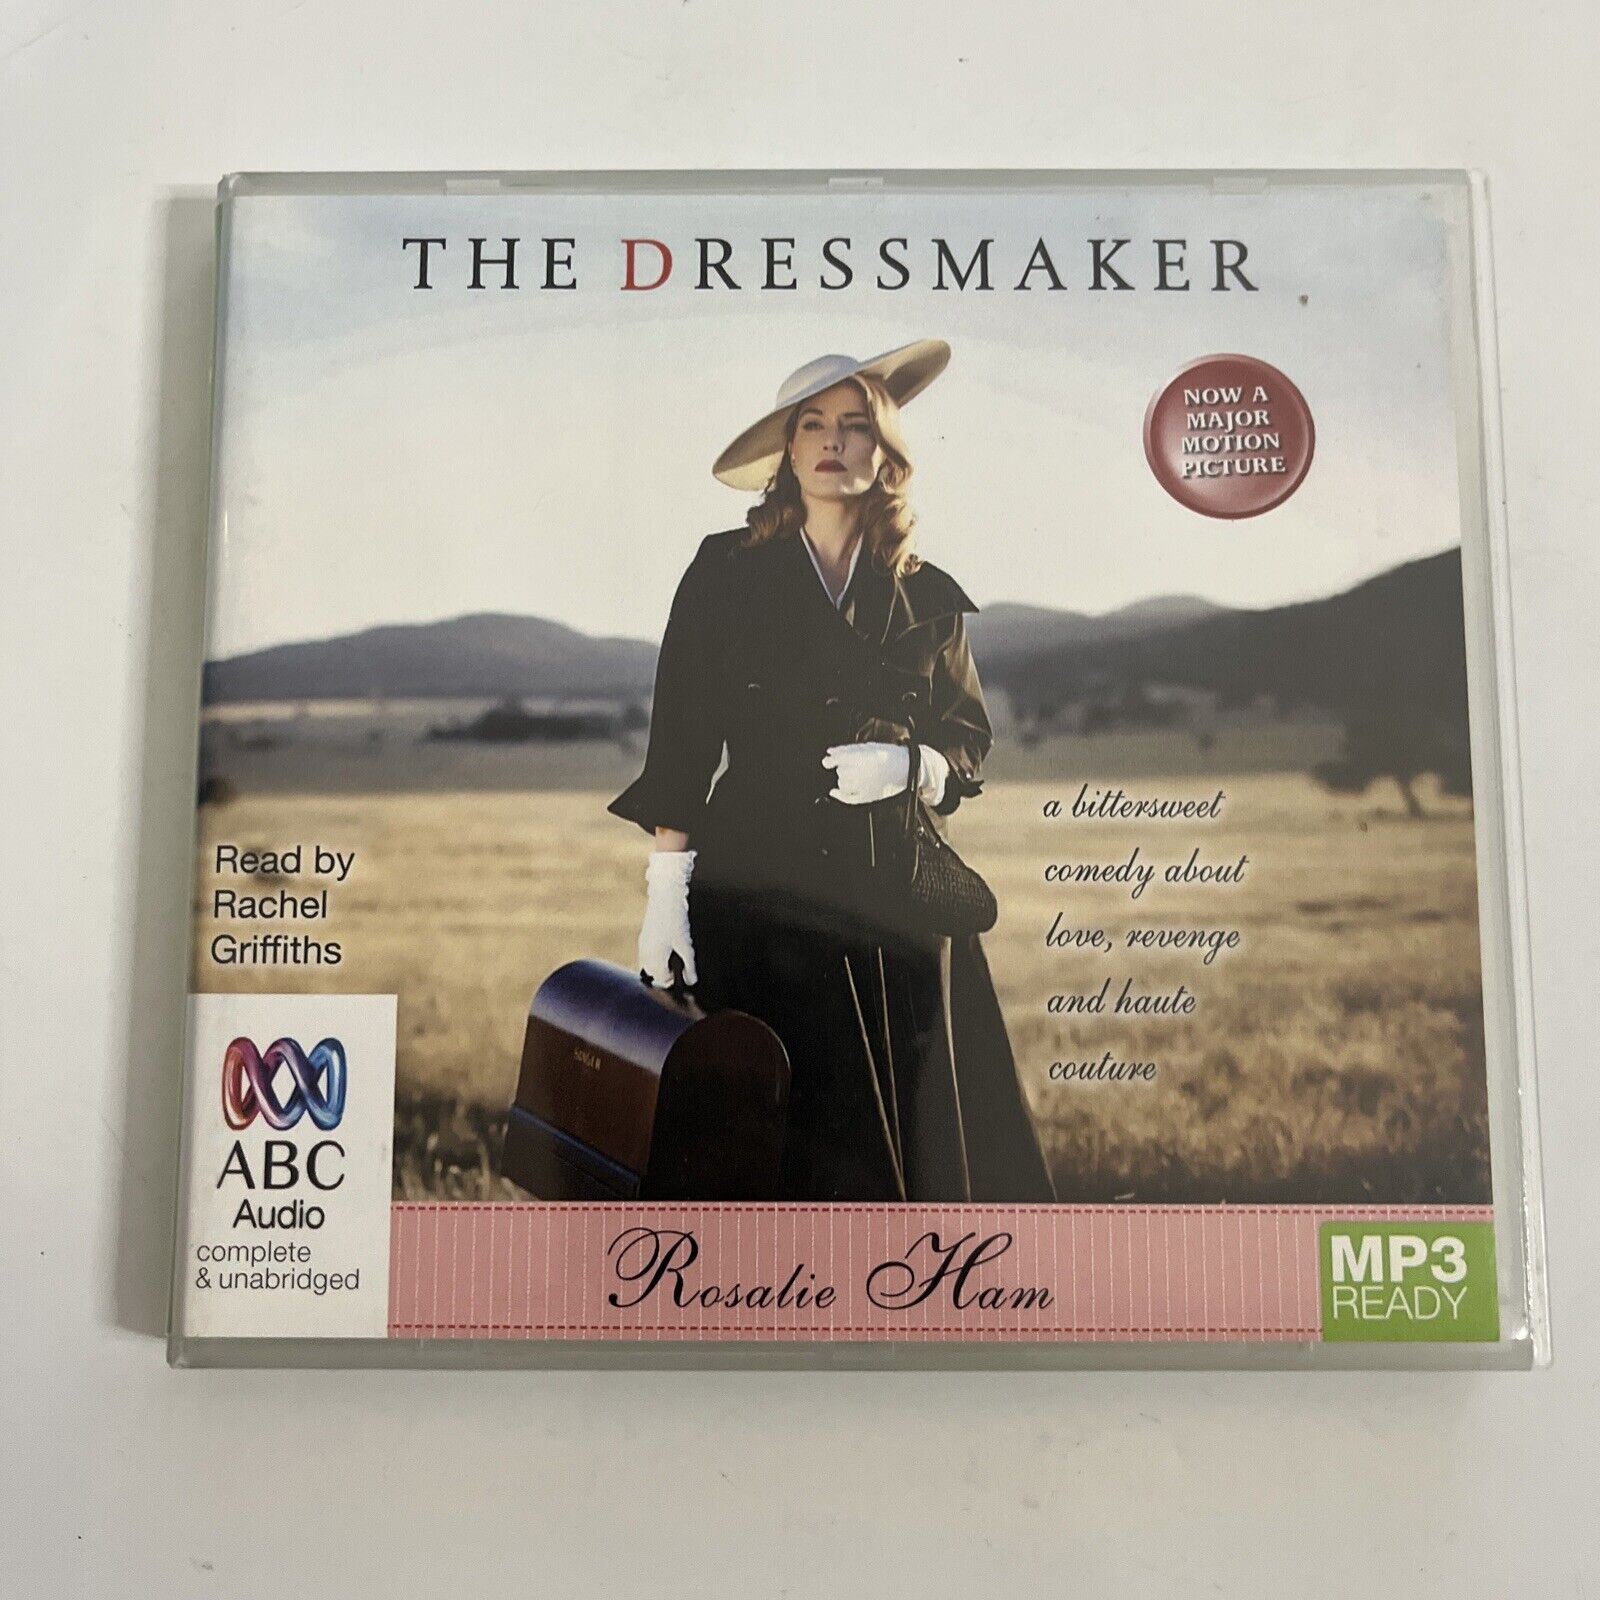 THE DRESSMAKER
NOW A
MAJOR
MOTION
PICTURE
a bittersweet
comedy about
love, revenge
and haute
couture
Read by
Rachel
Griffiths
SINGER
ABC
Audio
complete
& unabridged
Rosalie Ham
MP3
READY